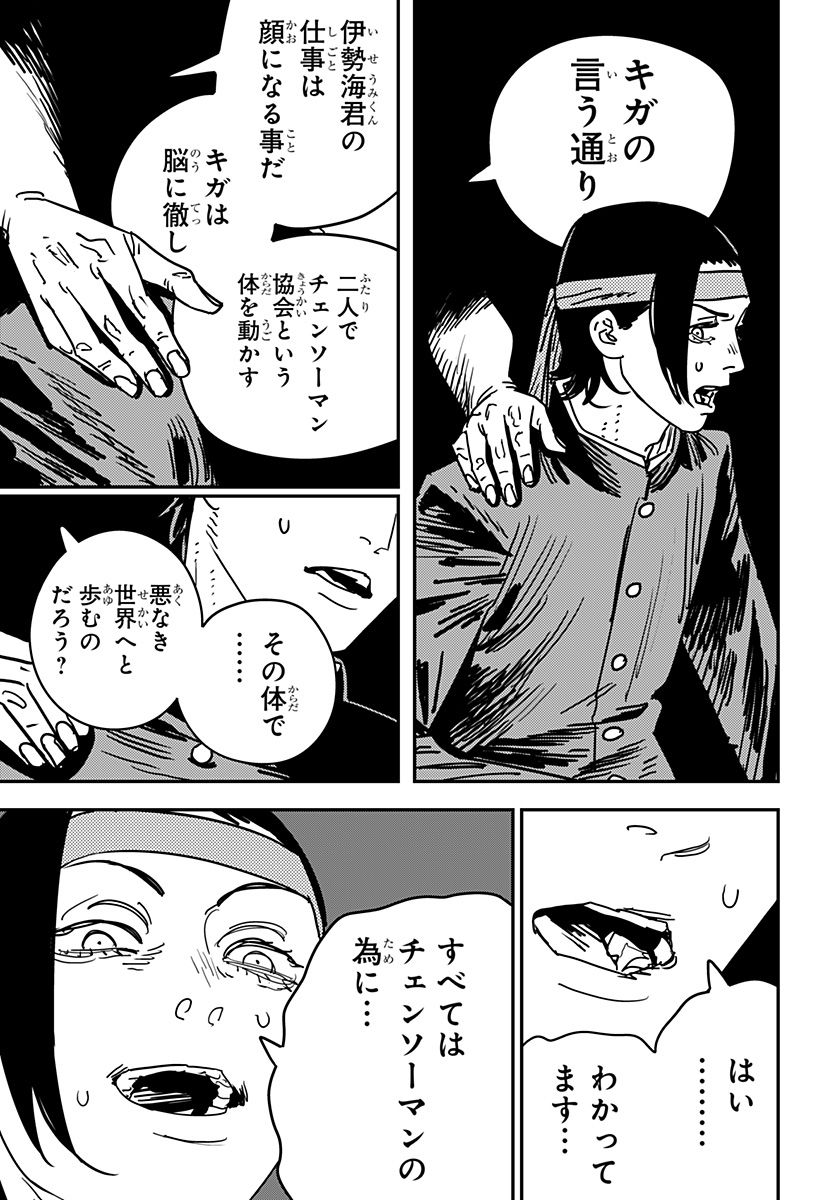 キガの
言う通り
伊勢海君の
仕事は
顔になる事だ
キガは
脳に徹し
二人で
チェンソーマン
協会という
体を動かす
その体で
……
悪なき
世界へと
歩むの
だろう?
はい
………
わかって
ます…
すべては
チェンソーマンの
為に…